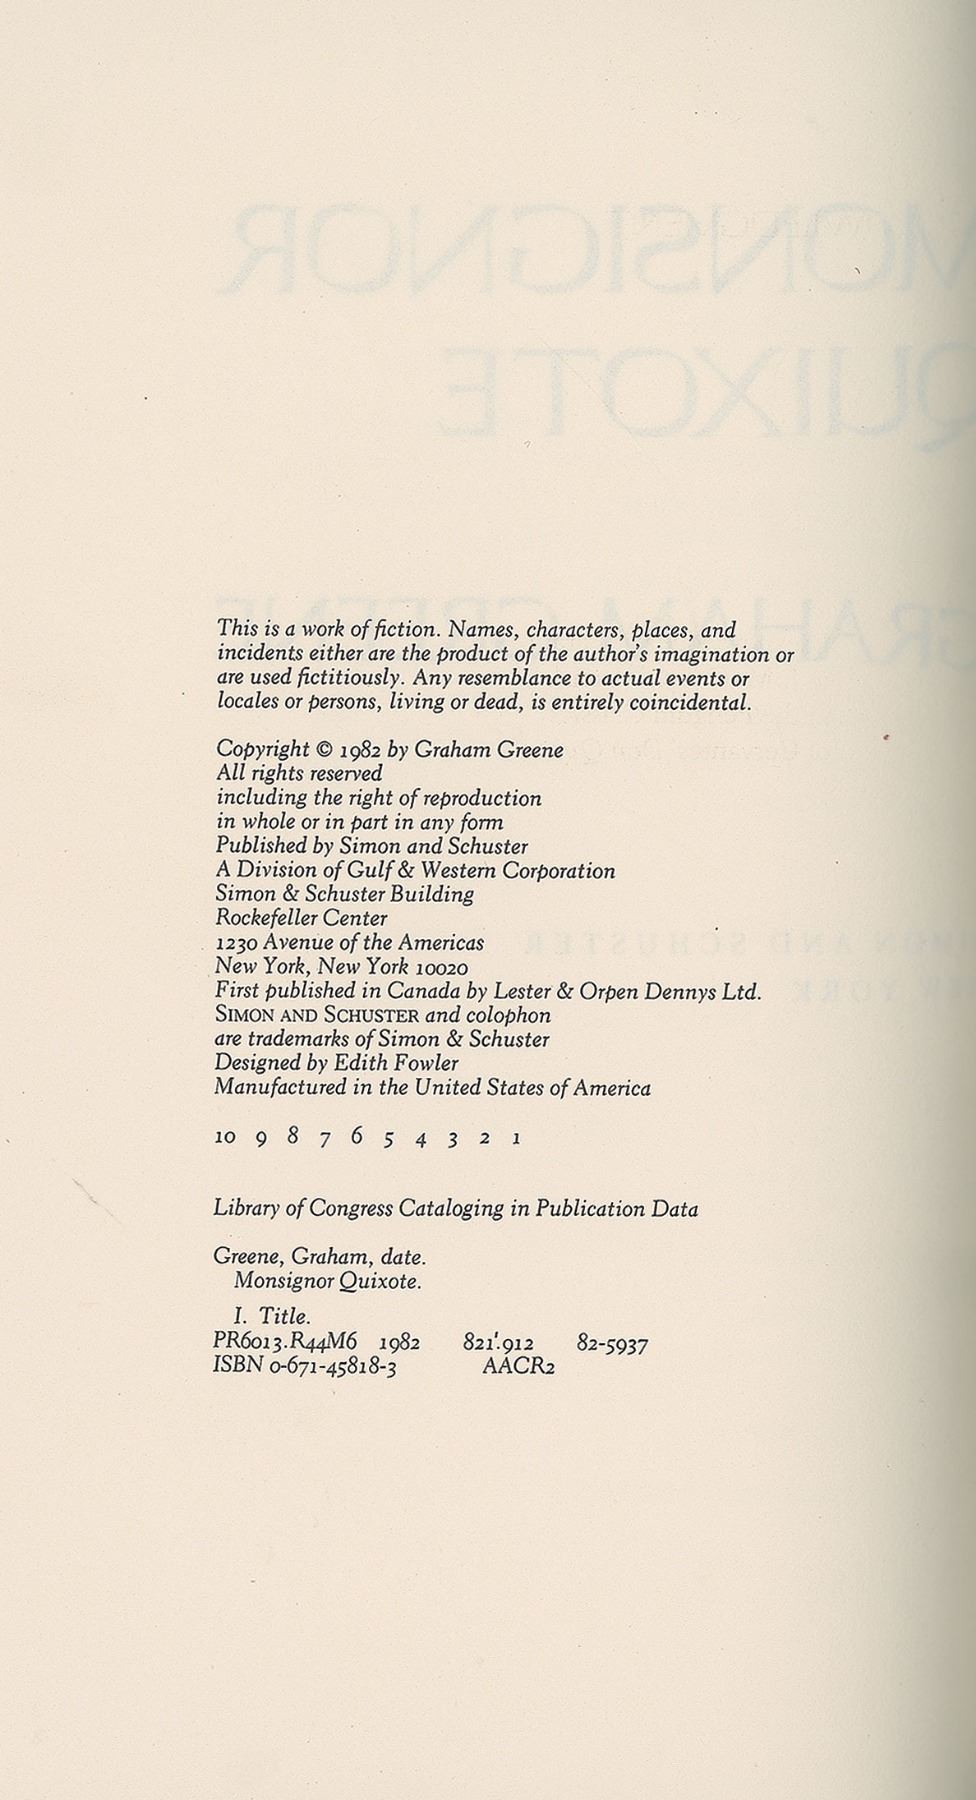 MONSIGNOR
QUIXOTE
GRAHAM GREENE
This is a work of fiction. Names, characters, places, and
incidents either are the product of the author's imagination or
are used fictitiously. Any resemblance to actual events or
locales or persons, living or dead, is entirely coincidental.
Copyright © 1982 by Graham Greene
All rights reserved
including the right of reproduction
in whole or in part in any form
Published by Simon and Schuster
A Division of Gulf & Western Corporation
Simon & Schuster Building
Rockefeller Center
1230 Avenue of the Americas
New York, New York 10020
First published in Canada by Lester & Orpen Dennys Ltd.
SIMON AND SCHUSTER and colophon
are trademarks of Simon & Schuster
Designed by Edith Fowler
Manufactured in the United States of America
10 9 8 7 6 5 4 3 2 1
Library of Congress Cataloging in Publication Data
Greene, Graham, date.
Monsignor Quixote.
I. Title.
PR6013.R44M6 1982 821'.912 82-5937
ISBN 0-671-45818-3 AACR2